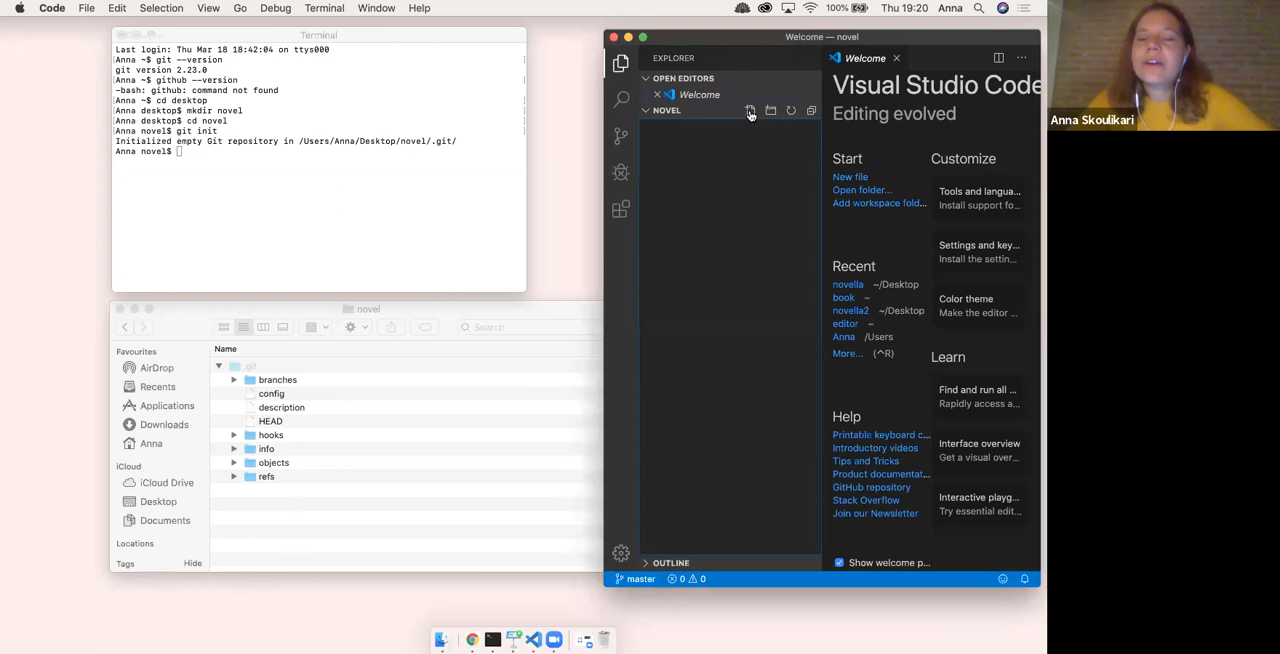 Code File Edit Selection View Go Debug Terminal Window Help
100% Thu 19:20 Anna
Terminal
Last login: Thu Mar 18 18:42:04 on ttys000
[Anna ~$ git --version ]
git version 2.23.0
[Anna ~$ github --version ]
-bash: github: command not found
[Anna ~$ cd desktop ]
[Anna desktop$ mkdir novel ]
[Anna desktop$ cd novel ]
[Anna novel$ git init ]
Initialized empty Git repository in /Users/Anna/Desktop/novel/.git/
Anna novel$
novel
Search
Favourites
AirDrop
Recents
Applications
Downloads
Anna
iCloud
iCloud Drive
Desktop
Documents
Locations
Tags Hide
Name
.git
branches
config
description
HEAD
hooks
info
objects
refs
Welcome — novel
EXPLORER
OPEN EDITORS
Welcome
NOVEL
OUTLINE
Welcome
Visual Studio Code
Editing evolved
Start
New file
Open folder...
Add workspace fold...
Recent
novella ~/Desktop
book ~
novella2 ~/Desktop
editor ~
Anna /Users
More... (^R)
Help
Printable keyboard c...
Introductory videos
Tips and Tricks
Product documentat...
GitHub repository
Stack Overflow
Join our Newsletter
Customize
Tools and langua...
Install support fo...
Settings and key...
Install the settin...
Color theme
Make the editor ...
Learn
Find and run all ...
Rapidly access a...
Interface overview
Get a visual over...
Interactive playg...
Try essential edit...
Show welcome p...
master 0 0
Anna Skoulikari